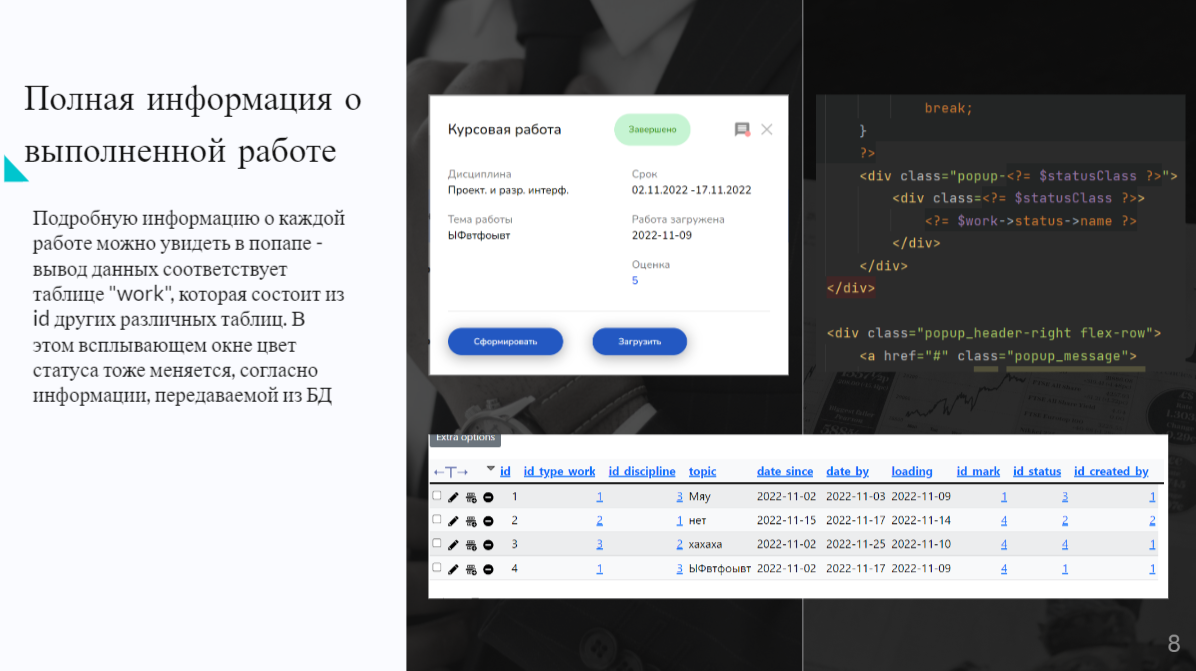 Полная информация о
выполненной работе
Подробную информацию о каждой
работе можно увидеть в попапе -
вывод данных соответствует
таблице "work", которая состоит из
id других различных таблиц. В
этом всплывающем окне цвет
статуса тоже меняется, согласно
информации, передаваемой из БД
Курсовая работа Завершено
Дисциплина Срок
Проект. и разр. интерф. 02.11.2022 -17.11.2022
Тема работы Работа загружена
ЫФвтфоывт 2022-11-09
Оценка
5
Сформировать Загрузить
break;
}
?>
<div class="popup-<?= $statusClass ?>">
<div class=<?= $statusClass ?>>
<?= $work->status->name ?>
</div>
</div>
</div>
<div class="popup_header-right flex-row">
<a href="#" class="popup_message">
Extra options
←T→ id id_type_work id_discipline topic date_since date_by loading id_mark id_status id_created_by
1 1 3 Мяу 2022-11-02 2022-11-03 2022-11-09 1 3 1
2 2 1 нет 2022-11-15 2022-11-17 2022-11-14 4 2 2
3 3 2 хахаха 2022-11-02 2022-11-25 2022-11-10 4 4 1
4 1 3 ЫФвтфоывт 2022-11-02 2022-11-17 2022-11-09 4 1 1
8